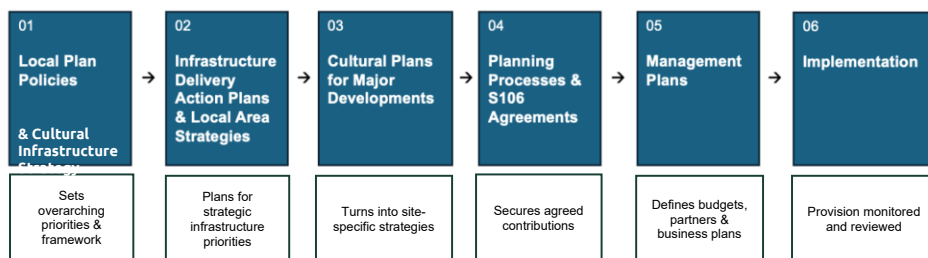 01
Local Plan
Policies
& Cultural
Infrastructure
Strategy
Sets
overarching
priorities &
framework
02
Infrastructure
Delivery
Action Plans
& Local Area
Strategies
Plans for
strategic
infrastructure
priorities
03
Cultural Plans
for Major
Developments
Turns into site-
specific strategies
04
Planning
Processes &
S106
Agreements
Secures agreed
contributions
05
Management
Plans
Defines budgets,
partners &
business plans
06
Implementation
Provision monitored
and reviewed